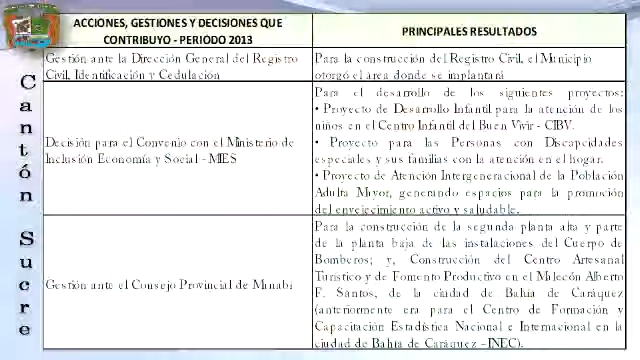 ACCIONES, GESTIONES Y DECISIONES QUE
CONTRIBUYO - PERIODO 2013
PRINCIPALES RESULTADOS
Gestión ante la Dirección General del Registro
Civil, Identificación y Cedulación
Para la construcción del Registro Civil, el Municipio
otorgó el área donde se implantará
Decisión para el Convenio con el Ministerio de
Inclusión Economía y Social - MIES
Para el desarrollo de los siguientes proyectos:
• Proyecto de Desarrollo Infantil para la atención de los
niños en el Centro Infantil del Buen Vivir - CIBV.
• Proyecto para las Personas con Discapcidades
especiales y sus familias con la atención en el hogar.
• Proyecto de Atención Intergeneracional de la Población
Adulta Mayor, generando espacios para la promoción
del envejecimiento activo y saludable.
Gestión ante el Consejo Provincial de Manabí
Para la construcción de la segunda planta alta y parte
de la planta baja de las instalaciones del Cuerpo de
Bomberos; y, Construcción del Centro Artesanal
Turístico y de Fomento Productivo en el Malecón Alberto
F. Santos, de la ciudad de Bahía de Caráquez
(anteriormente era para el Centro de Formación y
Capacitación Estadística Nacional e Internacional en la
ciudad de Bahía de Caráquez - INEC).
Cantón Sucre